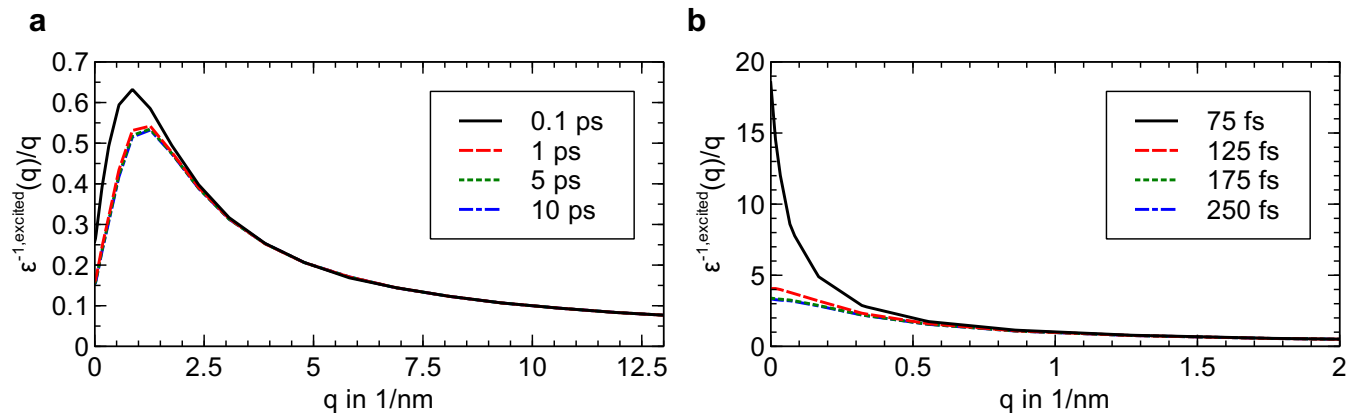 a
ε⁻¹,ᵉˣᶜⁱᵗᵉᵈ(q)/q
0.7
0.6
0.5
0.4
0.3
0.2
0.1
0
0.1 ps
1 ps
5 ps
10 ps
0 2.5 5 7.5 10 12.5
q in 1/nm
b
ε⁻¹,ᵉˣᶜⁱᵗᵉᵈ(q)/q
20
15
10
5
0
75 fs
125 fs
175 fs
250 fs
0 0.5 1 1.5 2
q in 1/nm